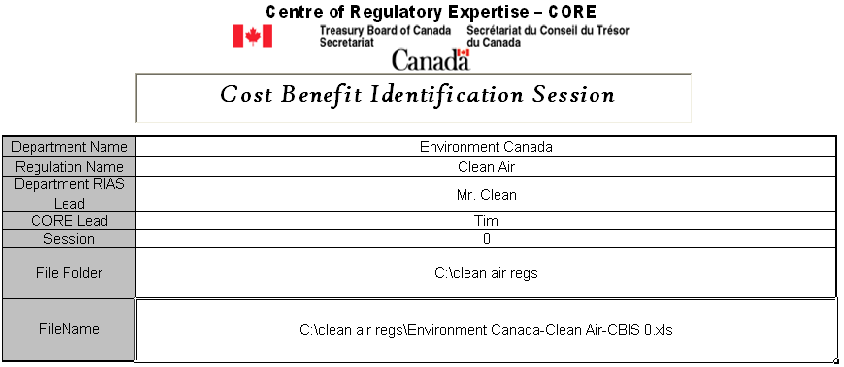 Centre of Regulatory Expertise – CORE
Treasury Board of Canada Secrétariat du Conseil du Trésor
Secretariat du Canada
Canada
Cost Benefit Identification Session
Department Name Environment Canada
Regulation Name Clean Air
Department RIAS
Lead Mr. Clean
CORE Lead Tim
Session 0
File Folder C:\clean air regs
FileName C:\clean air regs\Environment Canaca-Clean Air-CBIS 0.xls